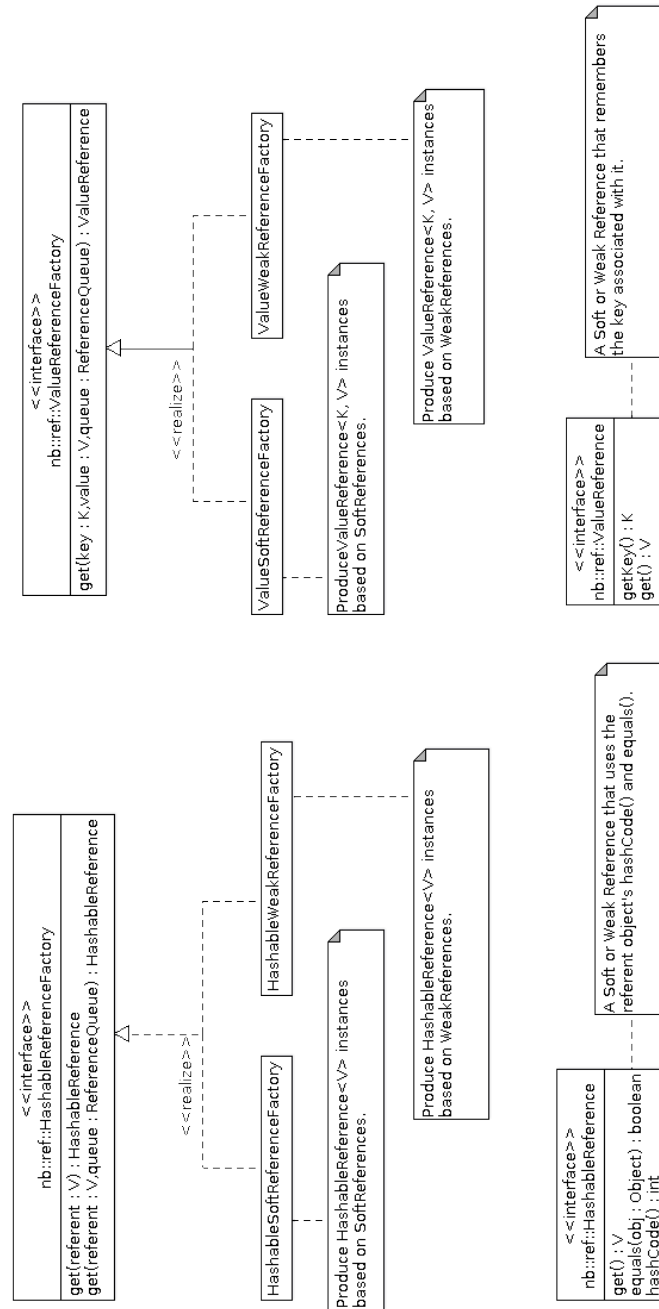 <<interface>>
nb::ref::HashableReferenceFactory
get(referent : V) : HashableReference
get(referent : V,queue : ReferenceQueue) : HashableReference
<<realize>>
HashableSoftReferenceFactory
HashableWeakReferenceFactory
Produce HashableReference<V> instances
based on SoftReferences.
Produce HashableReference<V> instances
based on WeakReferences.
<<interface>>
nb::ref::HashableReference
get() : V
equals(obj : Object) : boolean
hashCode() : int
A Soft or Weak Reference that uses the
referent object's hashCode() and equals().
<<interface>>
nb::ref::ValueReferenceFactory
get(key : K,value : V,queue : ReferenceQueue) : ValueReference
<<realize>>
ValueSoftReferenceFactory
ValueWeakReferenceFactory
ProduceValueReference<K, V> instances
based on SoftReferences.
Produce ValueReference<K, V> instances
based on WeakReferences.
<<interface>>
nb::ref::ValueReference
getKey() : K
get() : V
A Soft or Weak Reference that remembers
the key associated with it.